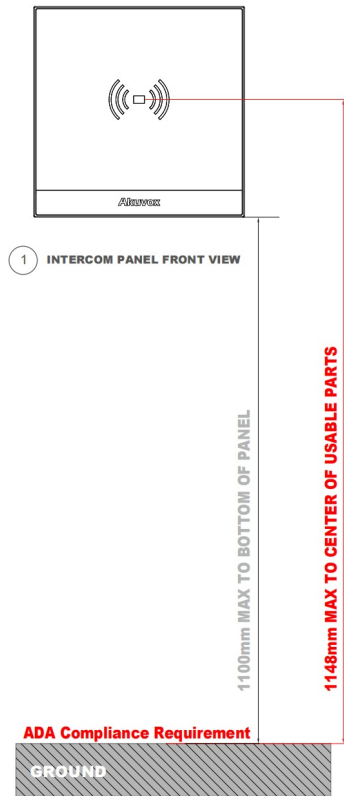 Akuvox
1 INTERCOM PANEL FRONT VIEW
1100mm MAX TO BOTTOM OF PANEL
1148mm MAX TO CENTER OF USABLE PARTS
ADA Compliance Requirement
GROUND